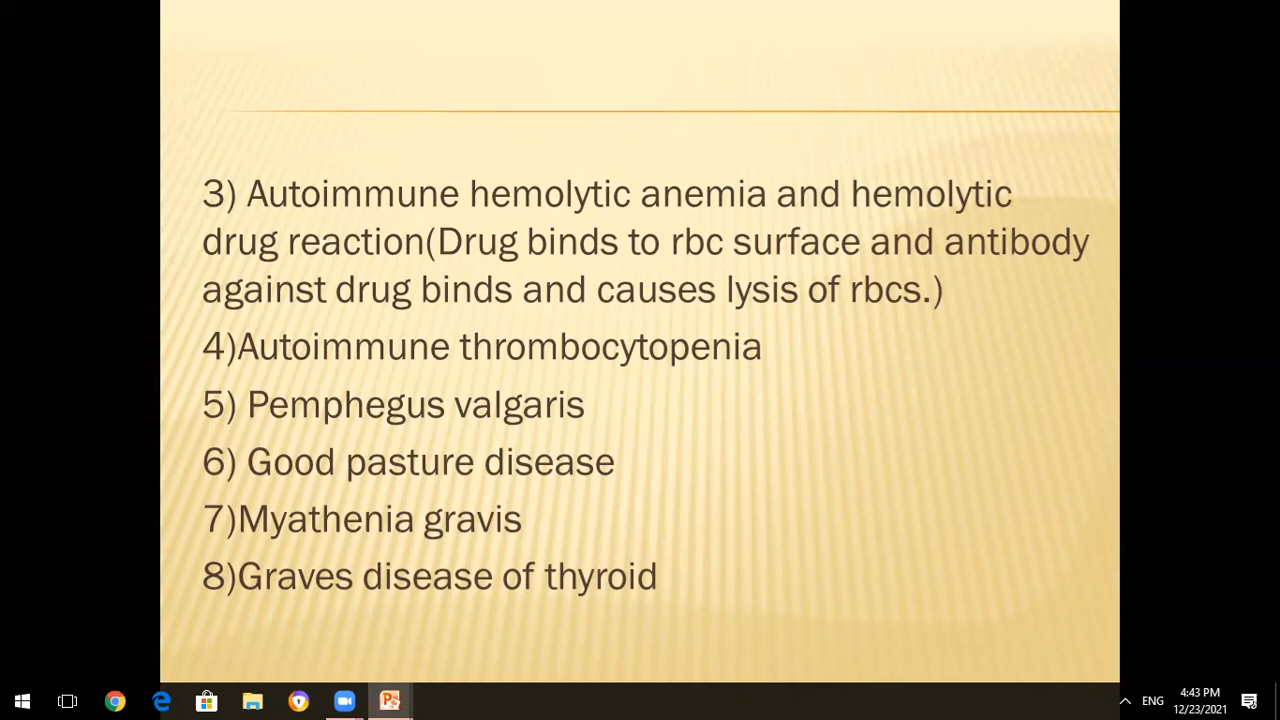 3) Autoimmune hemolytic anemia and hemolytic
drug reaction(Drug binds to rbc surface and antibody
against drug binds and causes lysis of rbcs.)
4)Autoimmune thrombocytopenia
5) Pemphegus valgaris
6) Good pasture disease
7)Myathenia gravis
8)Graves disease of thyroid
ENG
4:43 PM
12/23/2021